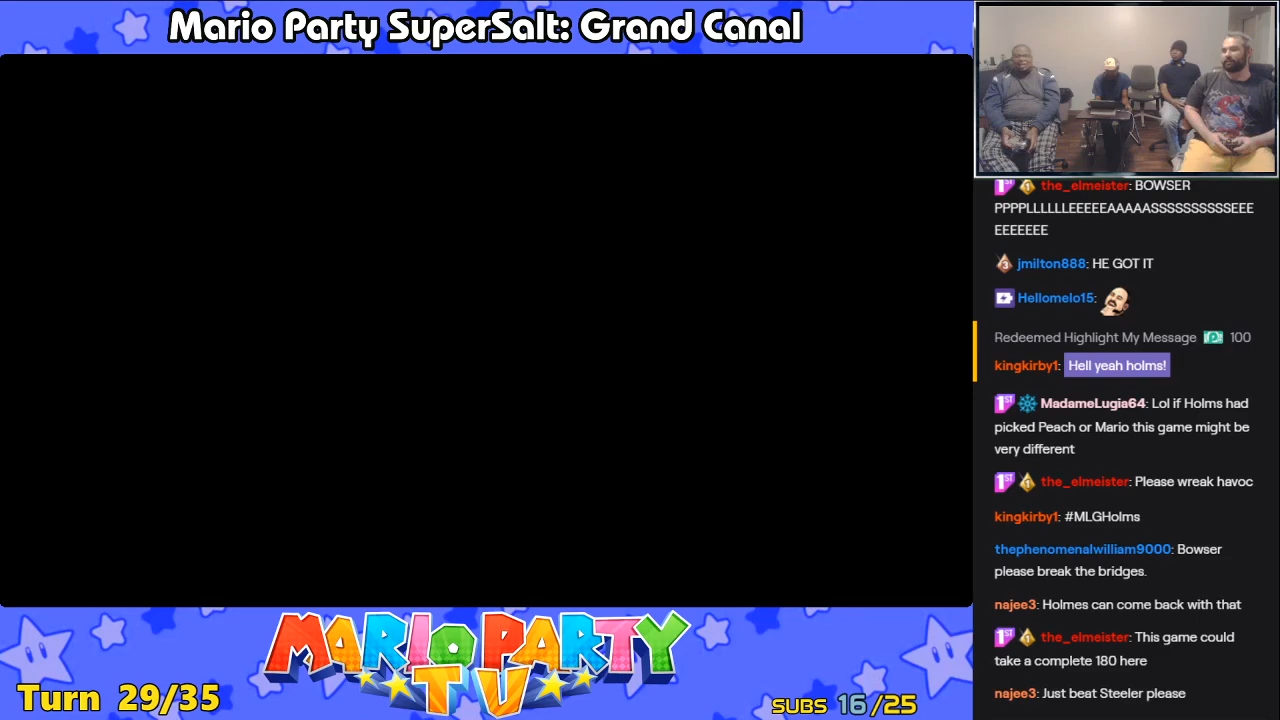 Mario Party SuperSalt: Grand Canal
the_elmeister: BOWSER
PPPPLLLLLLEEEEEAAAAASSSSSSSSSSEEE
EEEEEEE
jmilton888: HE GOT IT
Hellomelo15:
Redeemed Highlight My Message 100
kingkirby1: Hell yeah holms!
MadameLugia64: Lol if Holms had
picked Peach or Mario this game might be
very different
the_elmeister: Please wreak havoc
kingkirby1: #MLGHolms
thephenomenalwilliam9000: Bowser
please break the bridges.
najee3: Holmes can come back with that
the_elmeister: This game could
take a complete 180 here
najee3: Just beat Steeler please
MARIO PARTY
TV
Turn 29/35
SUBS 16/25